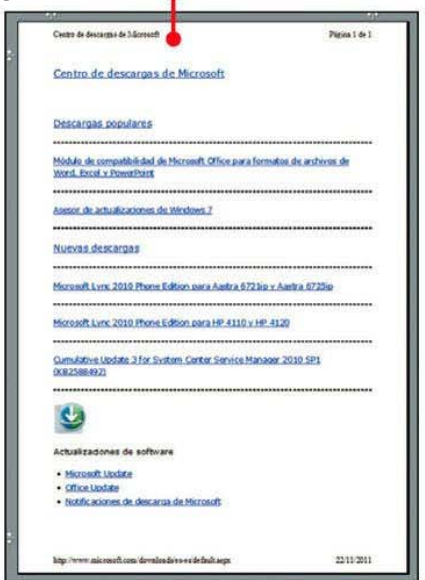 Centro de descargas de Microsoft
Página 1 de 1
Centro de descargas de Microsoft
Descargas populares
Módulo de compatibilidad de Microsoft Office para formatos de archivos de
Word, Excel y PowerPoint
Asesor de actualizaciones de Windows 7
Nuevas descargas
Microsoft Lync 2010 Phone Edition para Aastra 6721ip y Aastra 6725ip
Microsoft Lync 2010 Phone Edition para HP 4110 y HP 4120
Cumulative Update 3 for System Center Service Manager 2010 SP1
(KB2588492)
Actualizaciones de software
• Microsoft Update
• Office Update
• Notificaciones de descarga de Microsoft
http://www.microsoft.com/downloads/es-es/default.aspx
22/11/2011